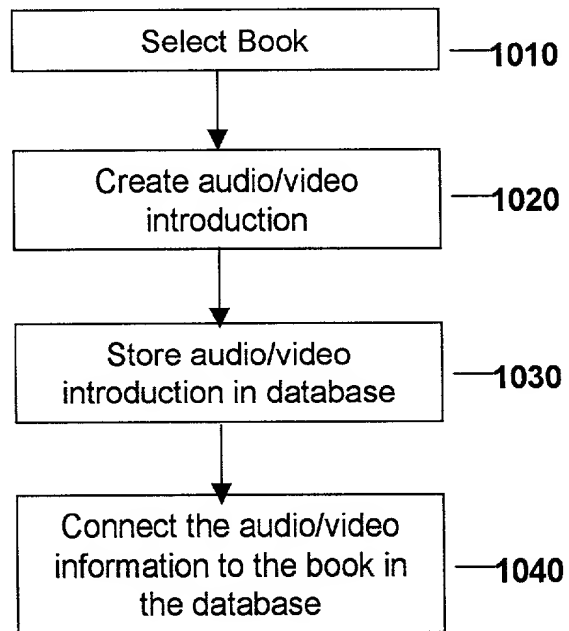 Select Book
1010
Create audio/video
introduction
1020
Store audio/video
introduction in database
1030
Connect the audio/video
information to the book in
the database
1040